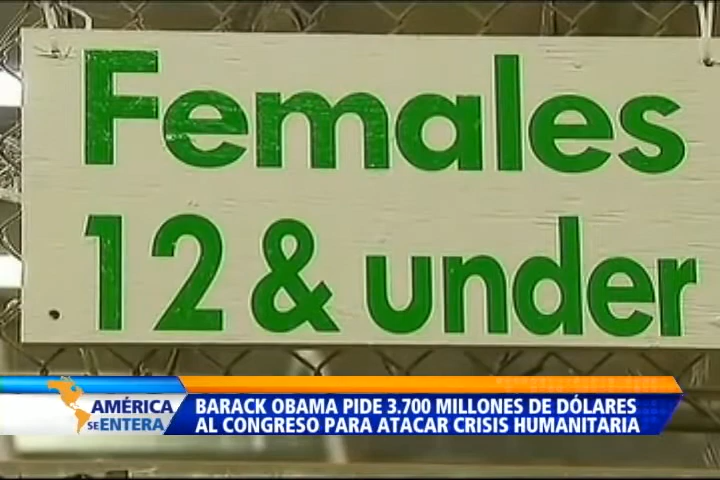 Females
12 & under
AMÉRICA
SE ENTERA
BARACK OBAMA PIDE 3.700 MILLONES DE DÓLARES
AL CONGRESO PARA ATACAR CRISIS HUMANITARIA